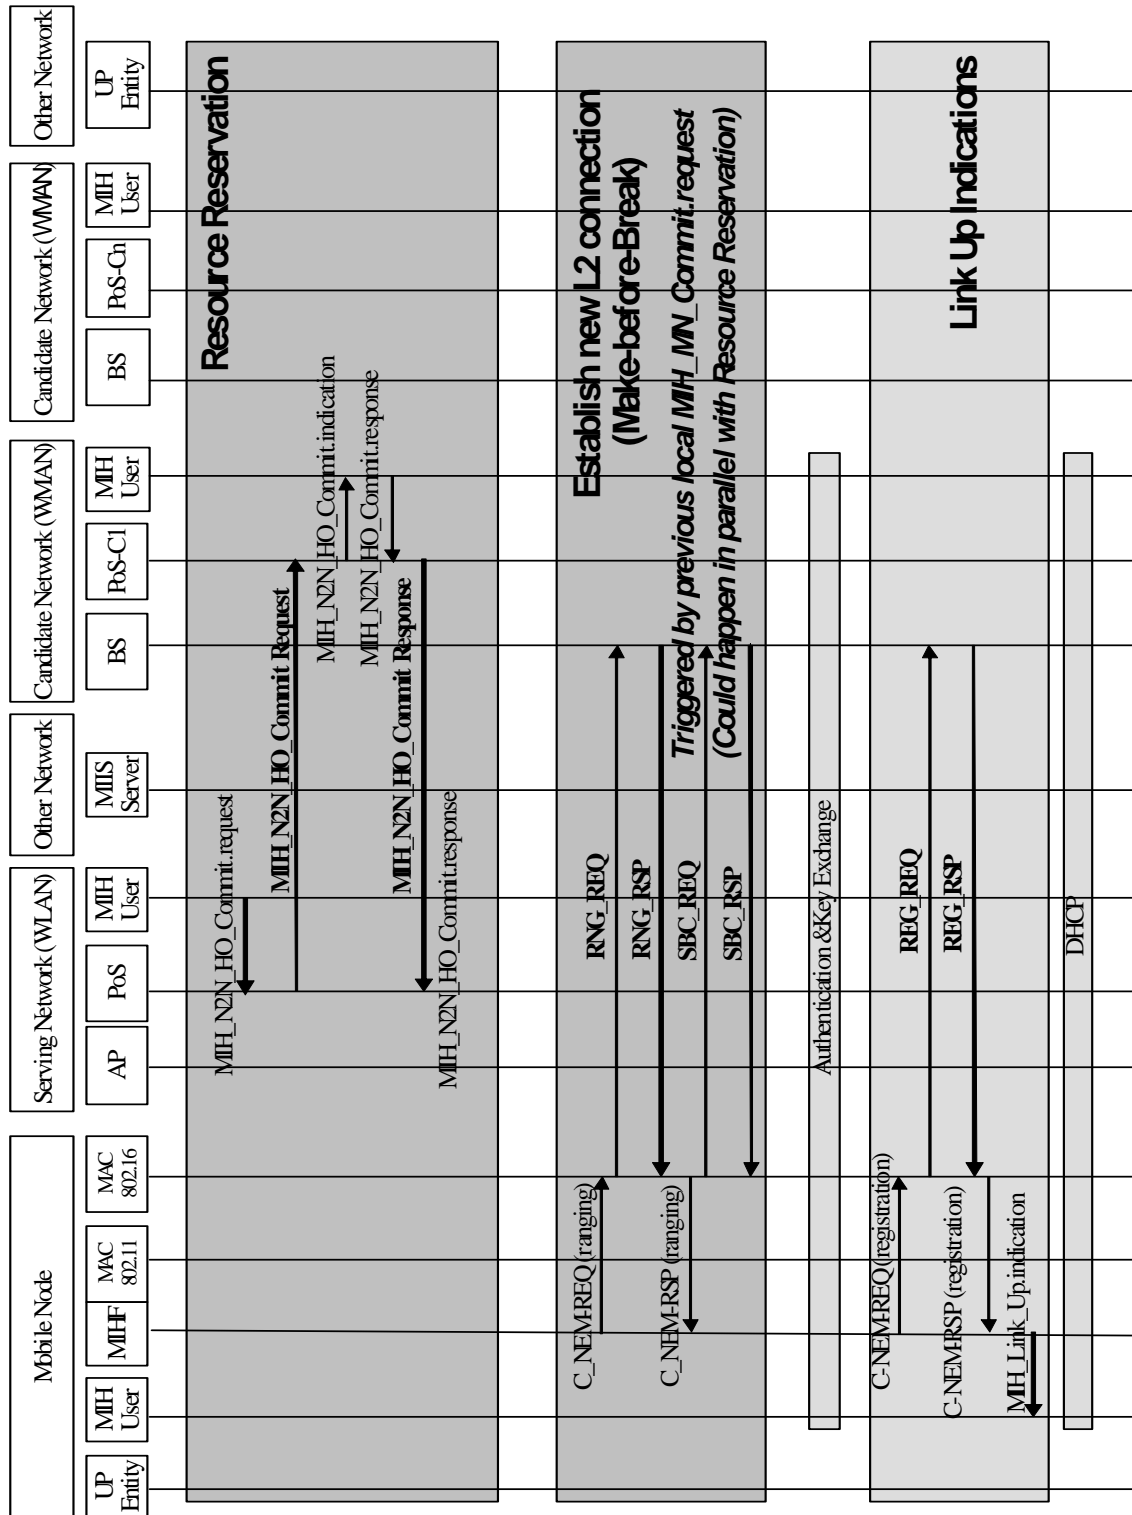 Mobile Node
Serving Network (WLAN)
Other Network
Candidate Network (WMAN)
Candidate Network (WMAN)
Other Network
UP
Entity
MIH
User
MIHF
MAC
802.11
MAC
802.16
AP
PoS
MIH
User
MIIS
Server
BS
PoS-C1
MIH
User
BS
PoS-Cn
MIH
User
UP
Entity
Resource Reservation
MIH_N2N_HO_Commit.request
MIH_N2N_HO_Commit Request
MIH_N2N_HO_Commit.indication
MIH_N2N_HO_Commit.response
MIH_N2N_HO_Commit Response
MIH_N2N_HO_Commit.response
Establish new L2 connection
(Make-before-Break)
Triggered by previous local MIH_MN_Commit.request
(Could happen in parallel with Resource Reservation)
C_NEM-REQ (ranging)
RNG_REQ
RNG_RSP
C_NEM-RSP (ranging)
SBC_REQ
SBC_RSP
Authentication &Key Exchange
Link Up Indications
C-NEM-REQ (registration)
REG_REQ
REG_RSP
C-NEM-RSP (registration)
MIH_Link_Up.indication
DHCP